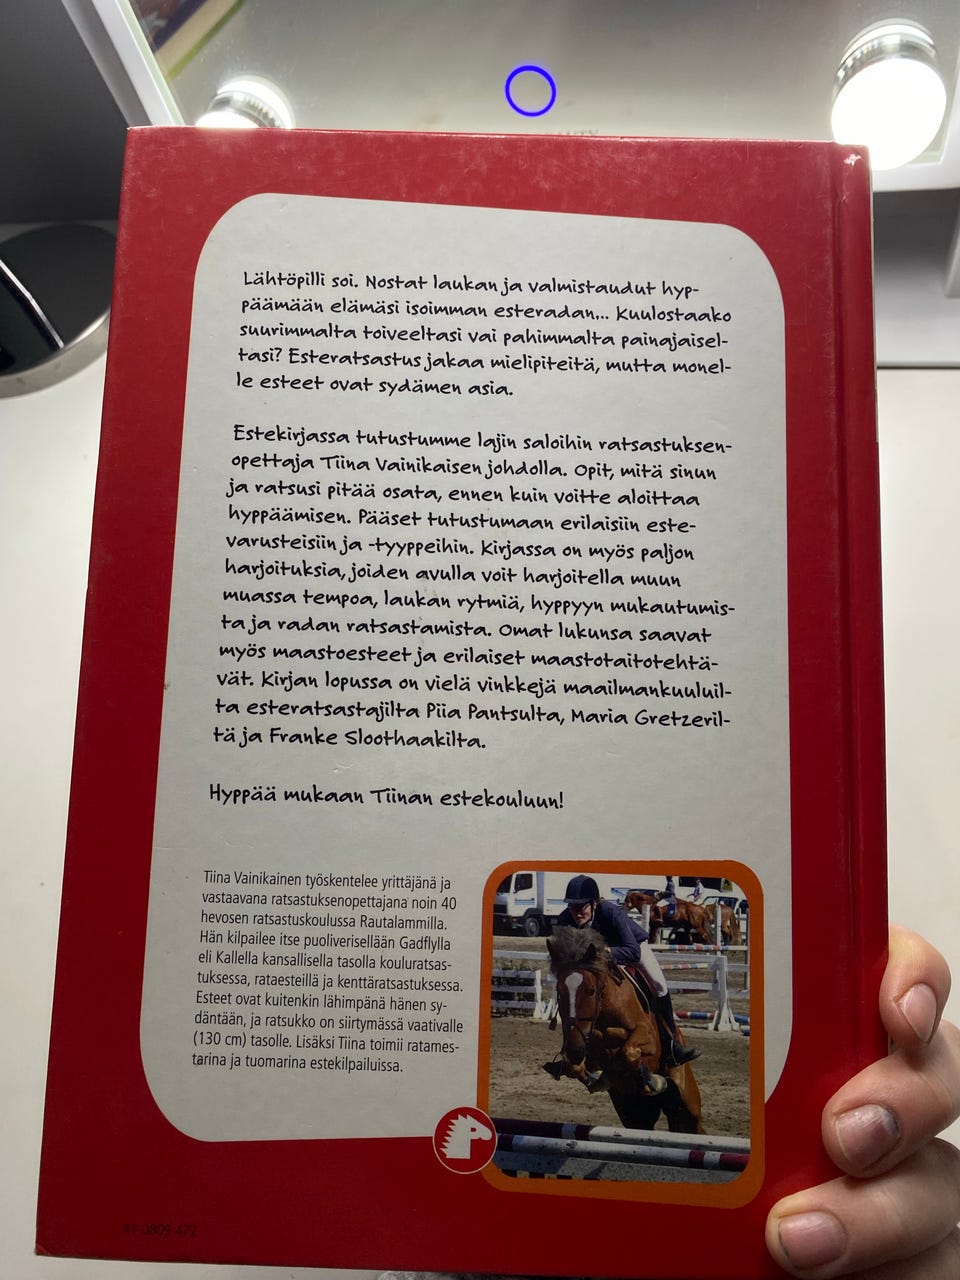 Lähtöpilli soi. Nostat laukan ja valmistaudut hyp-
päämään elämäsi isoimman esteradan... Kuulostaako
suurimmalta toiveeltasi vai pahimmalta painajaisel-
tasi? Esteratsastus jakaa mielipiteitä, mutta monel-
le esteet ovat sydämen asia.
Estekirjassa tutustumme lajin saloihin ratsastuksen-
opettaja Tiina Vainikaisen johdolla. Opit, mitä sinun
ja ratsusi pitää osata, ennen kuin voitte aloittaa
hyppäämisen. Pääset tutustumaan erilaisiin este-
varusteisiin ja -tyyppeihin. Kirjassa on myös paljon
harjoituksia, joiden avulla voit harjoitella muun
muassa tempoa, laukan rytmiä, hyppyyn mukautumis-
ta ja radan ratsastamista. Omat lukunsa saavat
myös maastoesteet ja erilaiset maastotaitotehtä-
vät. Kirjan lopussa on vielä vinkkejä maailmankuuluil-
ta esteratsastajilta Piia Pantsulta, Maria Gretzeril-
tä ja Franke Sloothaakilta.
Hyppää mukaan Tiinan estekouluun!
Tiina Vainikainen työskentelee yrittäjänä ja
vastaavana ratsastuksenopettajana noin 40
hevosen ratsastuskoulussa Rautalammilla.
Hän kilpailee itse puoliverisellään Gadflylla
eli Kallella kansallisella tasolla kouluratsas-
tuksessa, rataesteillä ja kenttäratsastuksessa.
Esteet ovat kuitenkin lähimpänä hänen sy-
däntään, ja ratsukko on siirtymässä vaativalle
(130 cm) tasolle. Lisäksi Tiina toimii ratames-
tarina ja tuomarina estekilpailuissa.
41-0809 472